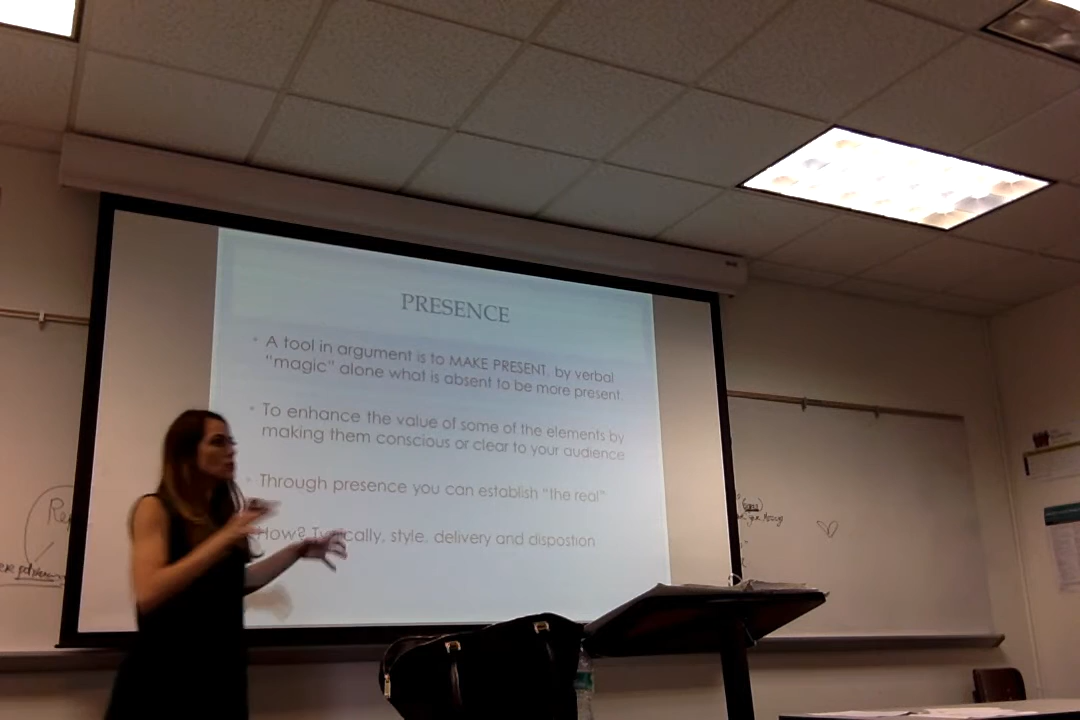 PRESENCE
• A tool in argument is to MAKE PRESENT, by verbal
"magic" alone what is absent to be more present.
• To enhance the value of some of the elements by
making them conscious or clear to your audience
• Through presence you can establish "the real"
How? Typically, style, delivery and dispostion